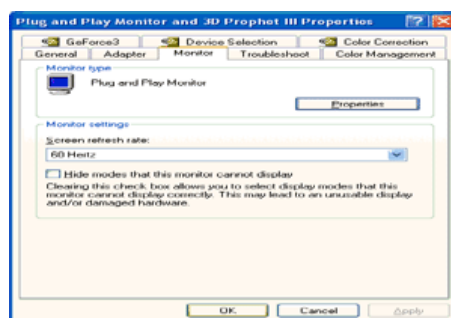 Plug and Play Monitor and 3D Prophet III Properties
GeForce3 Device Selection Color Correction
General Adapter Monitor Troubleshoot Color Management
Monitor type
Plug and Play Monitor
Properties
Monitor settings
Screen refresh rate:
60 Hertz
Hide modes that this monitor cannot display
Clearing this check box allows you to select display modes that this
monitor cannot display correctly. This may lead to an unusable display
and/or damaged hardware.
OK Cancel Apply